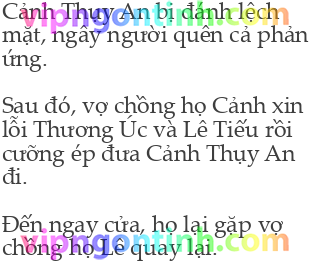 Cảnh Thụy An bị đánh lệch
mặt, ngây người quên cả phản
ứng.
Sau đó, vợ chồng họ Cảnh xin
lỗi Thương Úc và Lê Tiếu rồi
cưỡng ép đưa Cảnh Thụy An
đi.
Đến ngay cửa, họ lại gặp vợ
chồng họ Lê quay lại.
vipngontinh.com
vipngontinh.com
vipngontinh.com